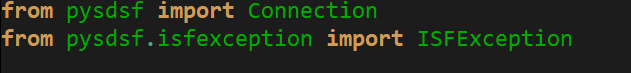 from pysdsf import Connection
from pysdsf.isfexception import ISFException